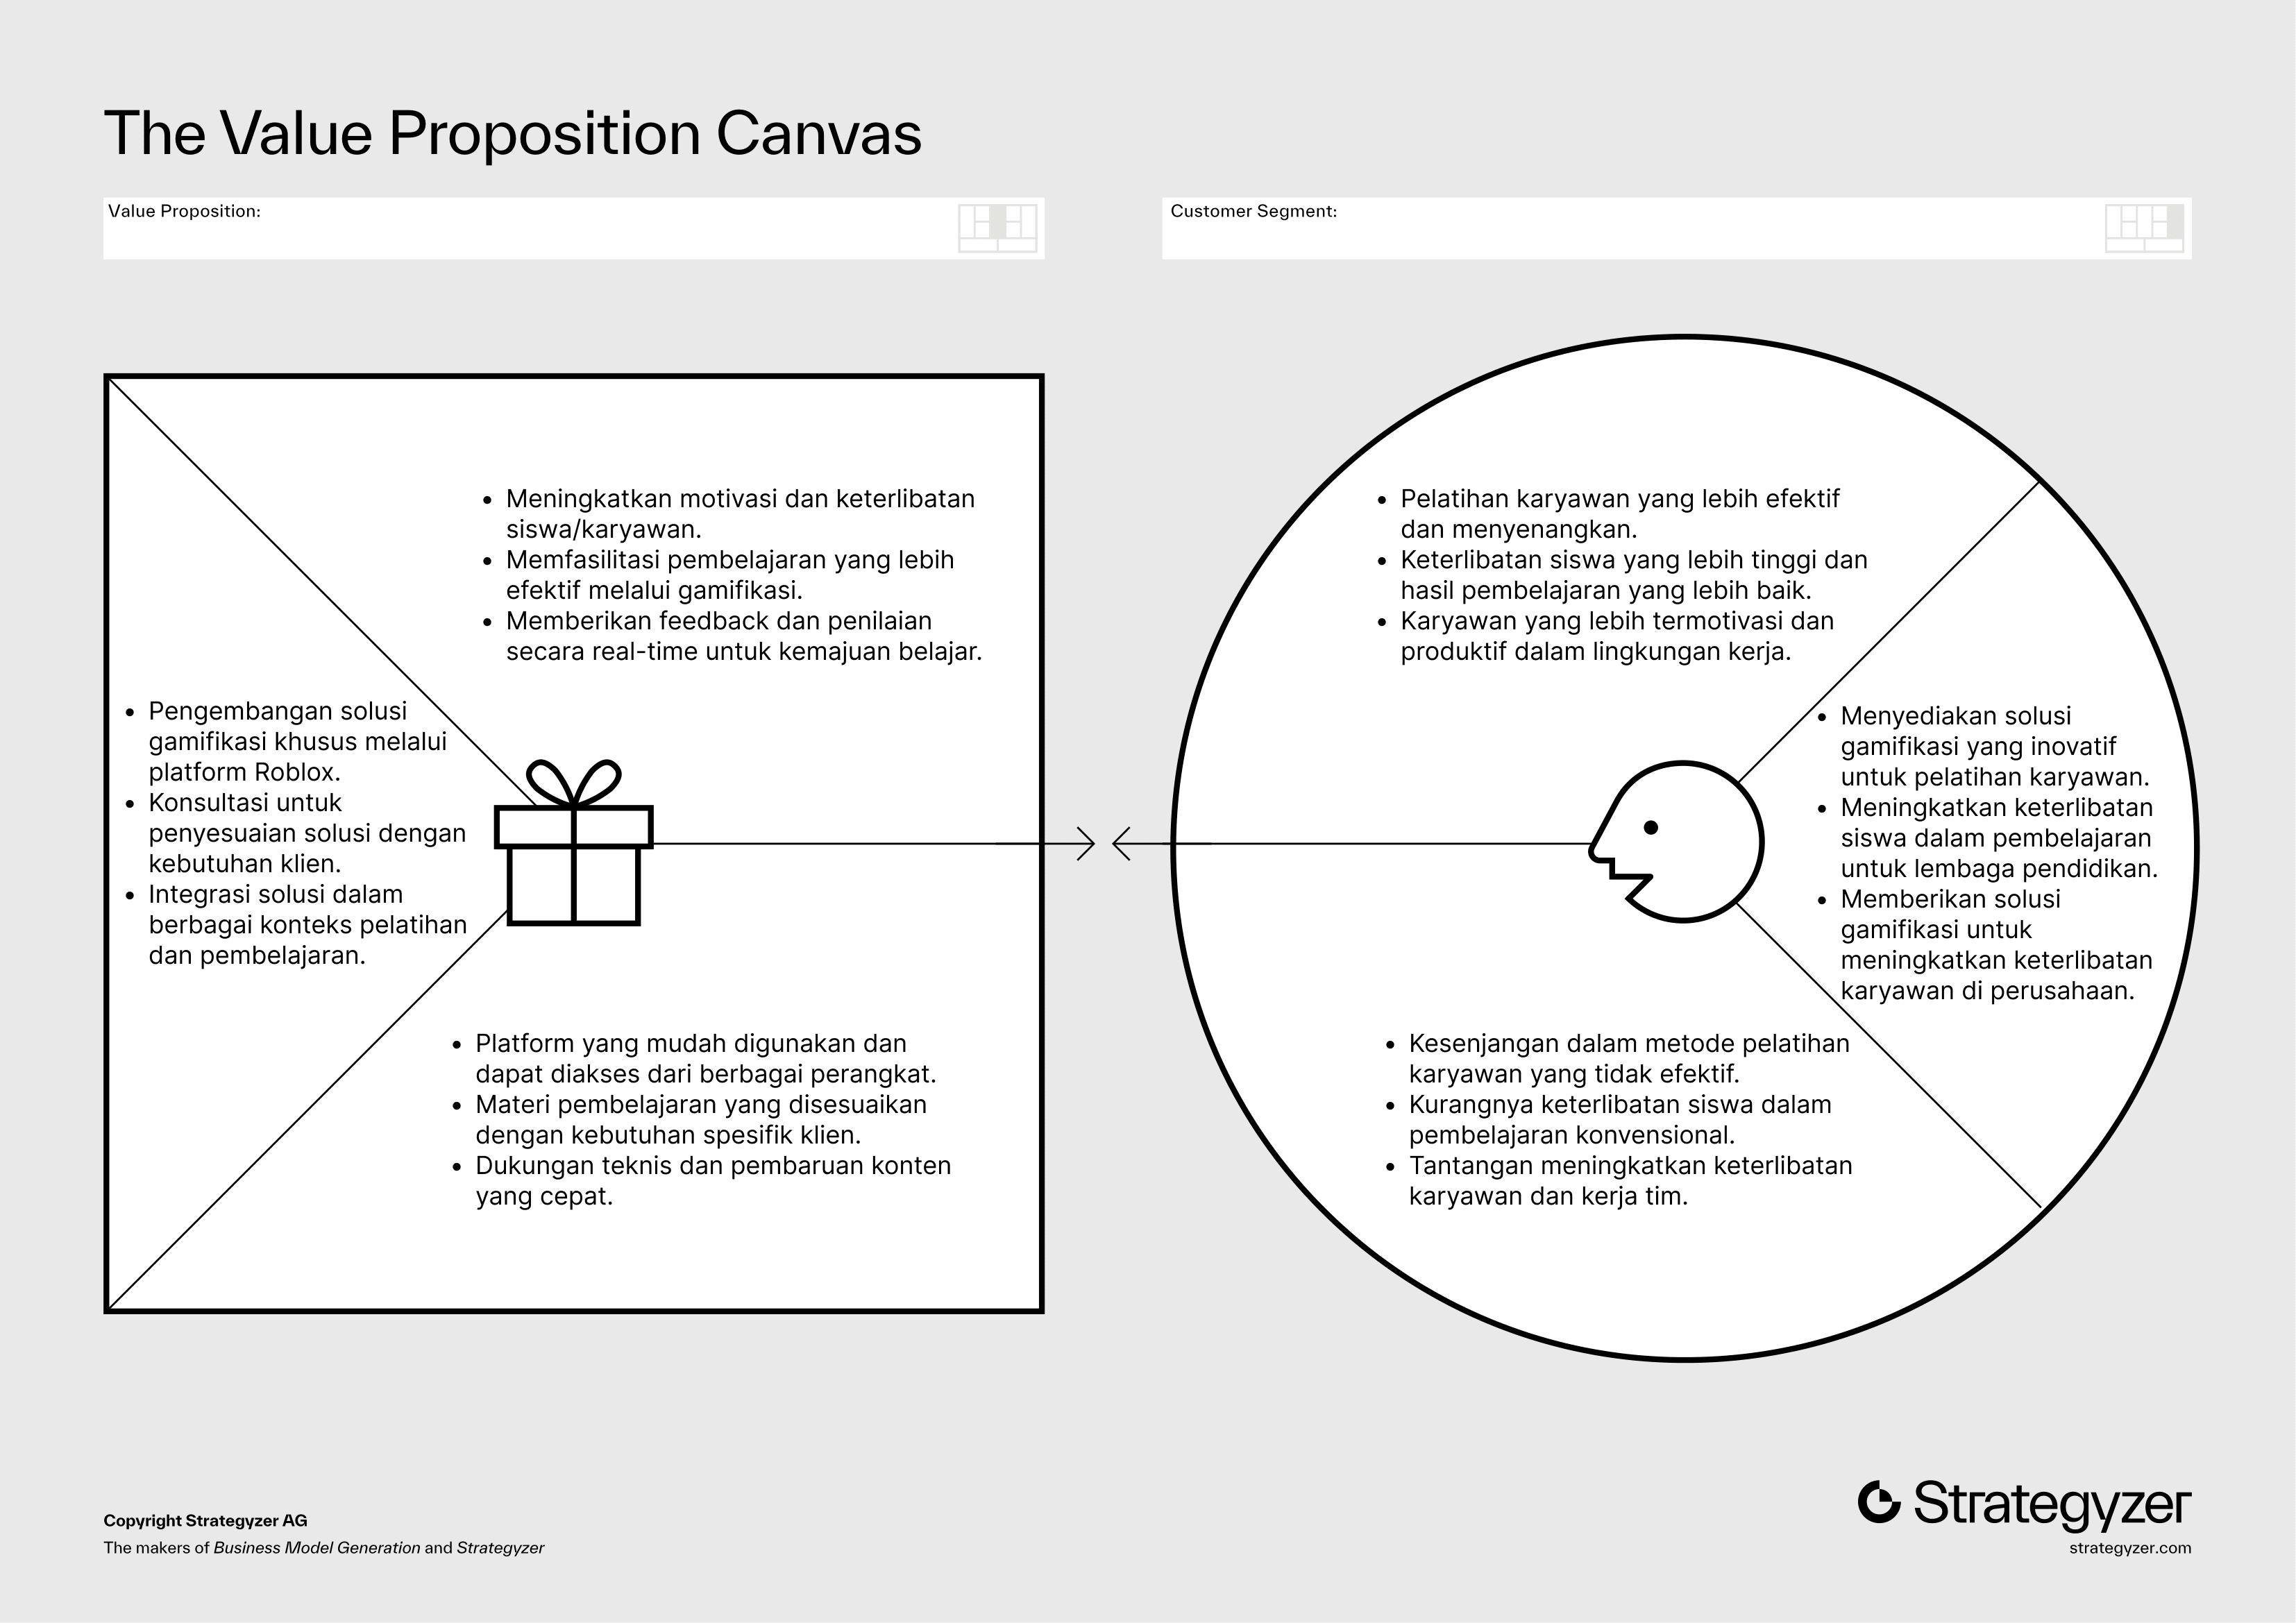 The Value Proposition Canvas
Value Proposition:
Customer Segment:
• Meningkatkan motivasi dan keterlibatan
siswa/karyawan.
• Memfasilitasi pembelajaran yang lebih
efektif melalui gamifikasi.
• Memberikan feedback dan penilaian
secara real-time untuk kemajuan belajar.
• Pengembangan solusi
gamifikasi khusus melalui
platform Roblox.
• Konsultasi untuk
penyesuaian solusi dengan
kebutuhan klien.
• Integrasi solusi dalam
berbagai konteks pelatihan
dan pembelajaran.
• Platform yang mudah digunakan dan
dapat diakses dari berbagai perangkat.
• Materi pembelajaran yang disesuaikan
dengan kebutuhan spesifik klien.
• Dukungan teknis dan pembaruan konten
yang cepat.
• Pelatihan karyawan yang lebih efektif
dan menyenangkan.
• Keterlibatan siswa yang lebih tinggi dan
hasil pembelajaran yang lebih baik.
• Karyawan yang lebih termotivasi dan
produktif dalam lingkungan kerja.
• Menyediakan solusi
gamifikasi yang inovatif
untuk pelatihan karyawan.
• Meningkatkan keterlibatan
siswa dalam pembelajaran
untuk lembaga pendidikan.
• Memberikan solusi
gamifikasi untuk
meningkatkan keterlibatan
karyawan di perusahaan.
• Kesenjangan dalam metode pelatihan
karyawan yang tidak efektif.
• Kurangnya keterlibatan siswa dalam
pembelajaran konvensional.
• Tantangan meningkatkan keterlibatan
karyawan dan kerja tim.
Copyright Strategyzer AG
The makers of Business Model Generation and Strategyzer
Strategyzer
strategyzer.com